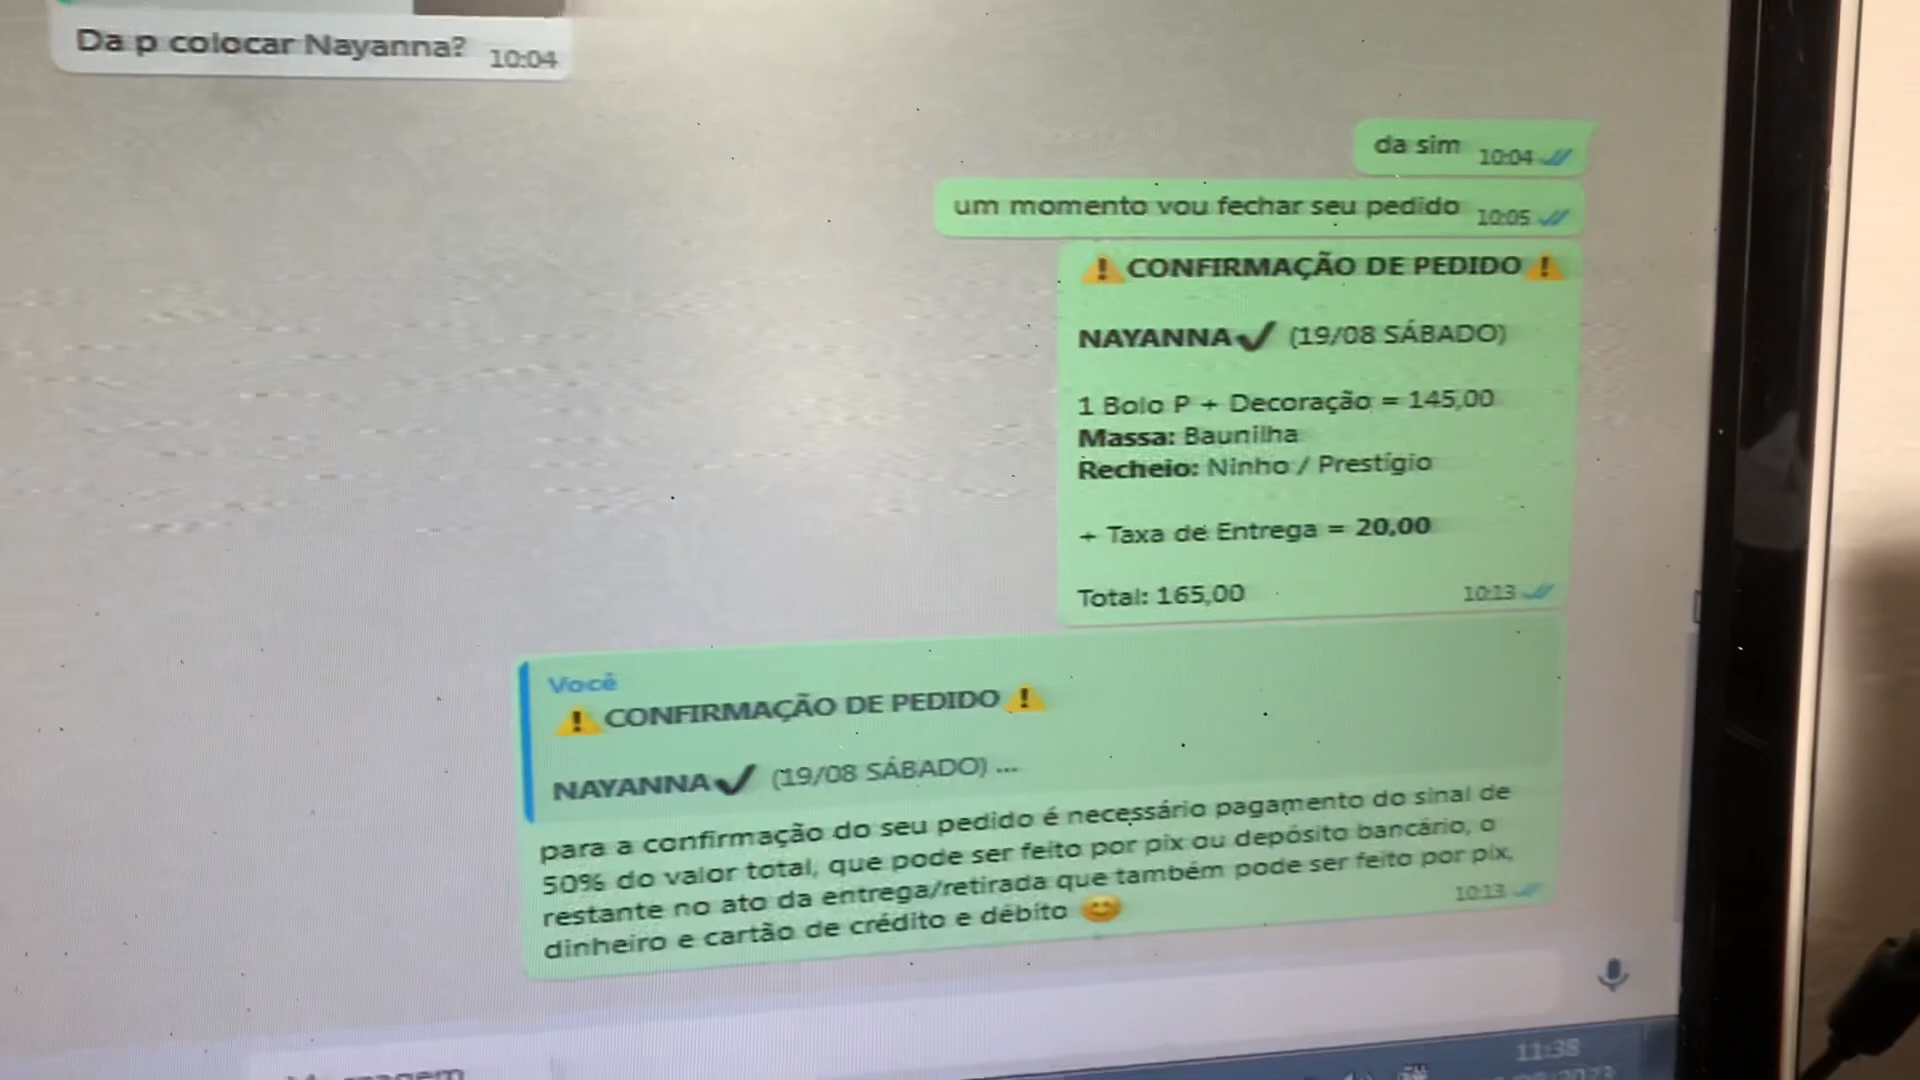 Da p colocar Nayanna? 10:04
da sim 10:04
um momento vou fechar seu pedido 10:05
⚠️CONFIRMAÇÃO DE PEDIDO⚠️
NAYANNA✔️ (19/08 SÁBADO)
1 Bolo P + Decoração = 145,00
Massa: Baunilha
Recheio: Ninho / Prestígio
+ Taxa de Entrega = 20,00
Total: 165,00 10:13
Você
⚠️CONFIRMAÇÃO DE PEDIDO⚠️
NAYANNA✔️ (19/08 SÁBADO) ...
para a confirmação do seu pedido é necessário pagamento do sinal de
50% do valor total, que pode ser feito por pix ou depósito bancário, o
restante no ato da entrega/retirada que também pode ser feito por pix,
dinheiro e cartão de crédito e débito 😊 10:13
11:38